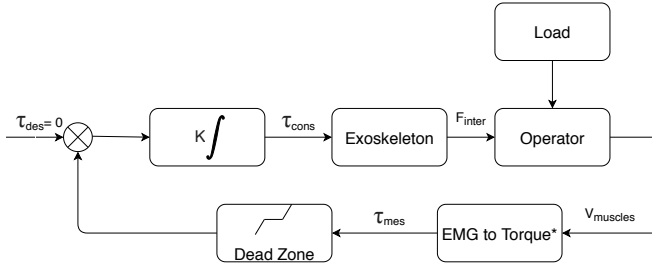 Load
τdes= 0
K∫
τcons
Exoskeleton
Finter
Operator
Dead Zone
τmes
EMG to Torque*
Vmuscles